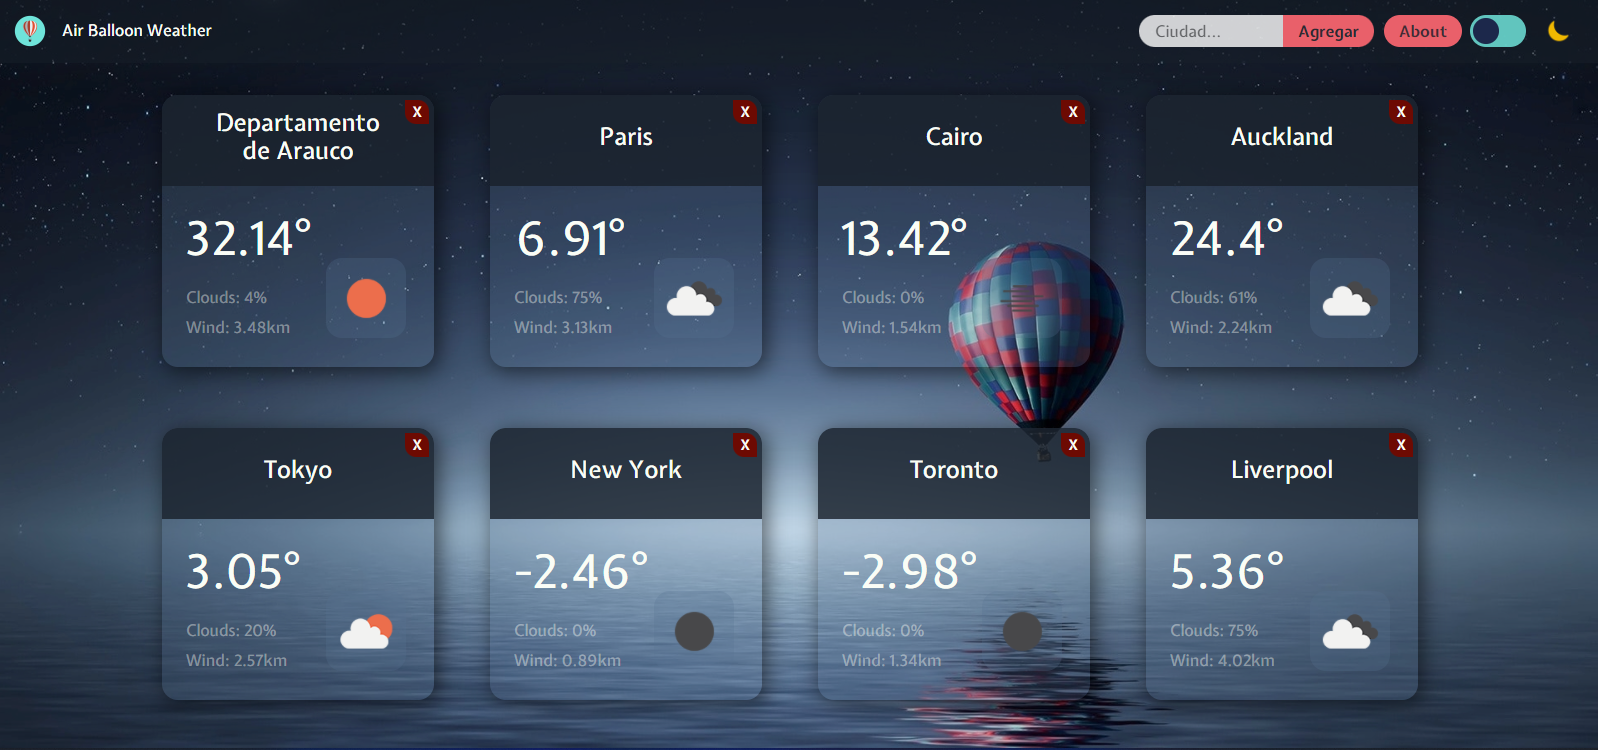 Air Balloon Weather
Ciudad...
Agregar
About
X
Departamento
de Arauco
32.14°
Clouds: 4%
Wind: 3.48km
X
Paris
6.91°
Clouds: 75%
Wind: 3.13km
X
Cairo
13.42°
Clouds: 0%
Wind: 1.54km
X
Auckland
24.4°
Clouds: 61%
Wind: 2.24km
X
Tokyo
3.05°
Clouds: 20%
Wind: 2.57km
X
New York
-2.46°
Clouds: 0%
Wind: 0.89km
X
Toronto
-2.98°
Clouds: 0%
Wind: 1.34km
X
Liverpool
5.36°
Clouds: 75%
Wind: 4.02km